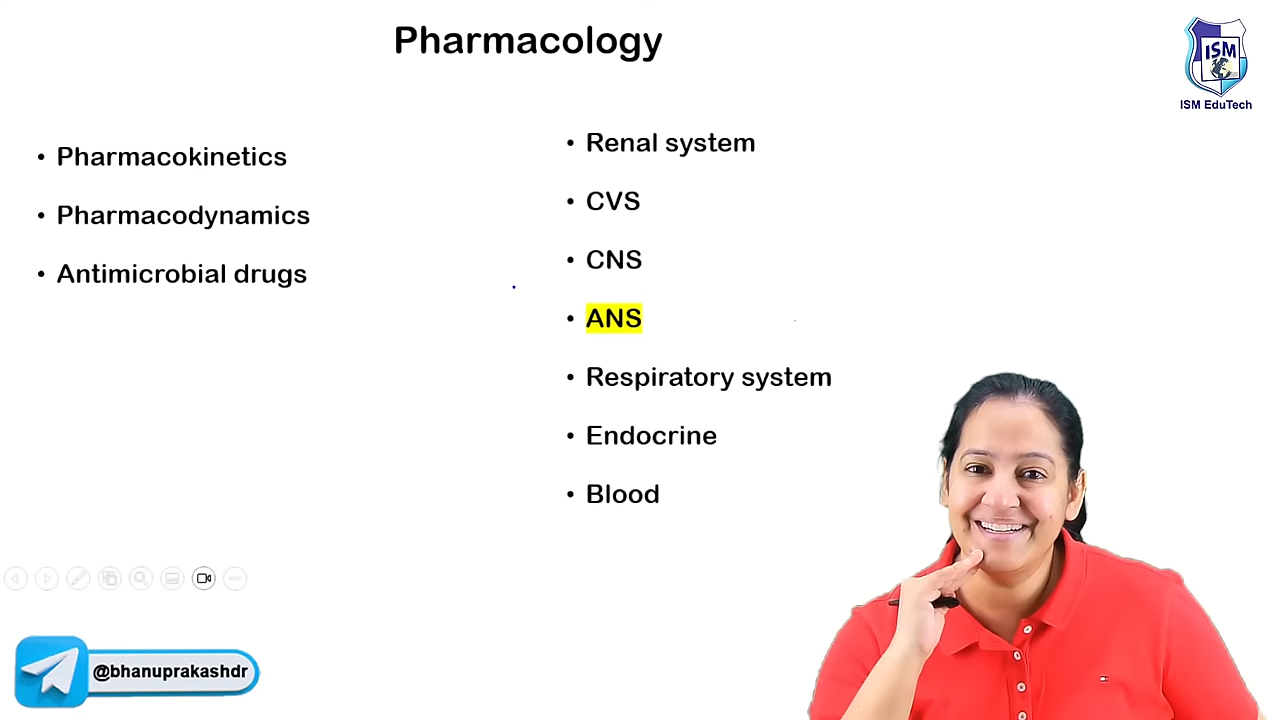 Pharmacology
ISM
ISM EduTech
• Pharmacokinetics
• Pharmacodynamics
• Antimicrobial drugs
• Renal system
• CVS
• CNS
• ANS
• Respiratory system
• Endocrine
• Blood
@bhanuprakashdr